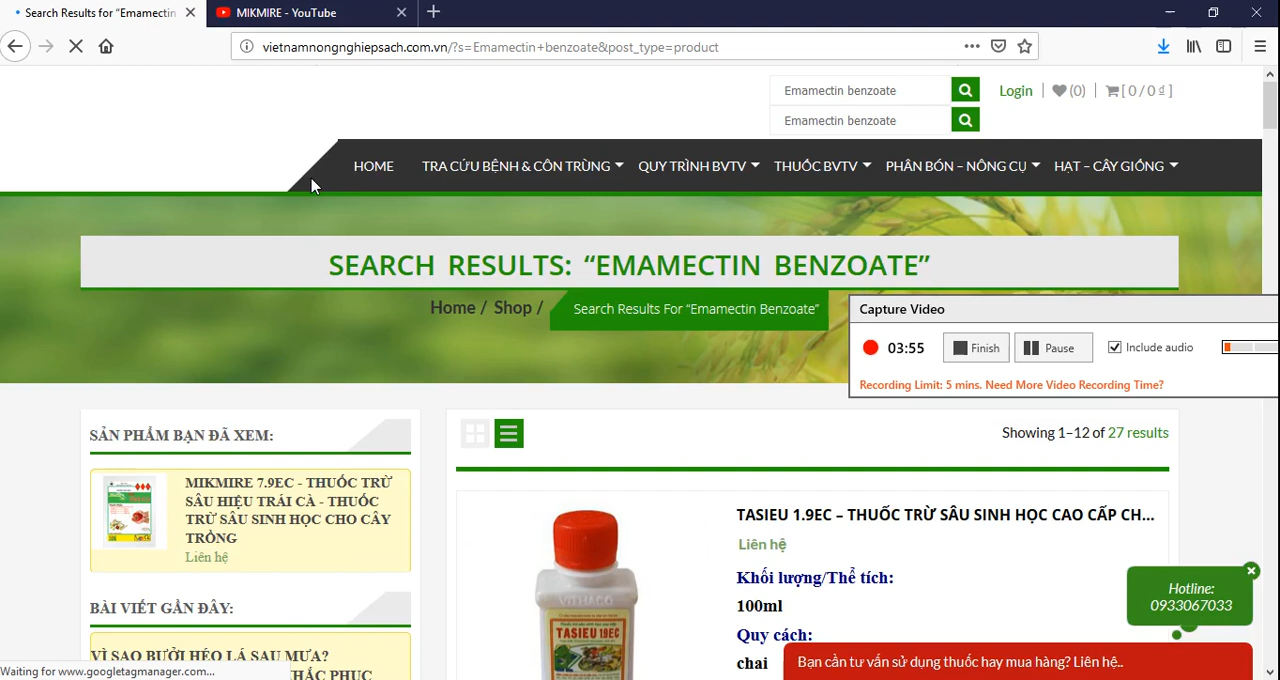 Search Results for “Emamectin
MIKMIRE - YouTube
vietnamnongnghiepsach.com.vn/?s=Emamectin+benzoate&post_type=product
Emamectin benzoate
Login
(0)
[ 0 / 0 ₫ ]
Emamectin benzoate
HOME
TRA CỨU BỆNH & CÔN TRÙNG
QUY TRÌNH BVTV
THUỐC BVTV
PHÂN BÓN – NÔNG CỤ
HẠT – CÂY GIỐNG
SEARCH RESULTS: “EMAMECTIN BENZOATE”
Home / Shop /
Search Results For “Emamectin Benzoate”
Capture Video
03:55
Finish
Pause
Include audio
Recording Limit: 5 mins. Need More Video Recording Time?
SẢN PHẨM BẠN ĐÃ XEM:
MIKMIRE 7.9EC - THUỐC TRỪ
SÂU HIỆU TRÁI CÀ - THUỐC
TRỪ SÂU SINH HỌC CHO CÂY
TRỒNG
Liên hệ
BÀI VIẾT GẦN ĐÂY:
VÌ SAO BƯỞI HÉO LÁ SAU MƯA?
KHẮC PHỤC
Showing 1–12 of 27 results
TASIEU 1.9EC – THUỐC TRỪ SÂU SINH HỌC CAO CẤP CH...
Liên hệ
Khối lượng/Thể tích:
100ml
Quy cách:
chai
VITHACO
TASIEU 1.9EC
Hotline:
0933067033
Bạn cần tư vấn sử dụng thuốc hay mua hàng? Liên hệ..
Waiting for www.googletagmanager.com...